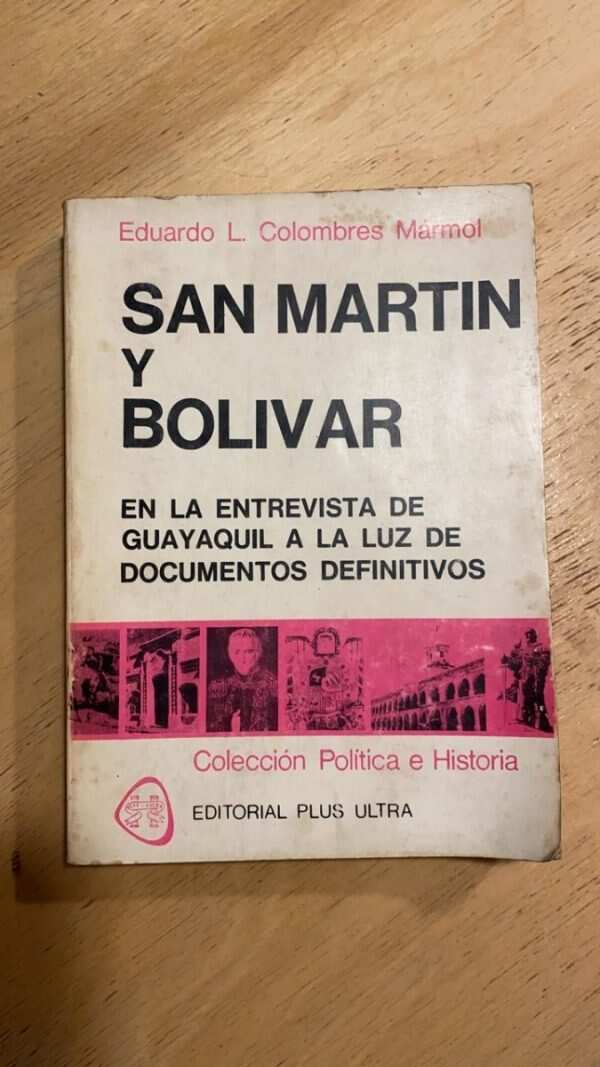 Eduardo L. Colombres Mármol
SAN MARTIN
Y
BOLIVAR
EN LA ENTREVISTA DE
GUAYAQUIL A LA LUZ DE
DOCUMENTOS DEFINITIVOS
Colección Política e Historia
EDITORIAL PLUS ULTRA